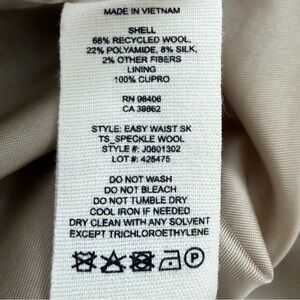 MADE IN VIETNAM
SHELL
68% RECYCLED WOOL,
22% POLYAMIDE, 8% SILK,
2% OTHER FIBERS
LINING
100% CUPRO
RN 98406
CA 39862
STYLE: EASY WAIST SK
TS_SPECKLE WOOL
STYLE #: J0801302
LOT #: 425475
DO NOT WASH
DO NOT BLEACH
DO NOT TUMBLE DRY
COOL IRON IF NEEDED
DRY CLEAN WITH ANY SOLVENT
EXCEPT TRICHLOROETHYLENE
P